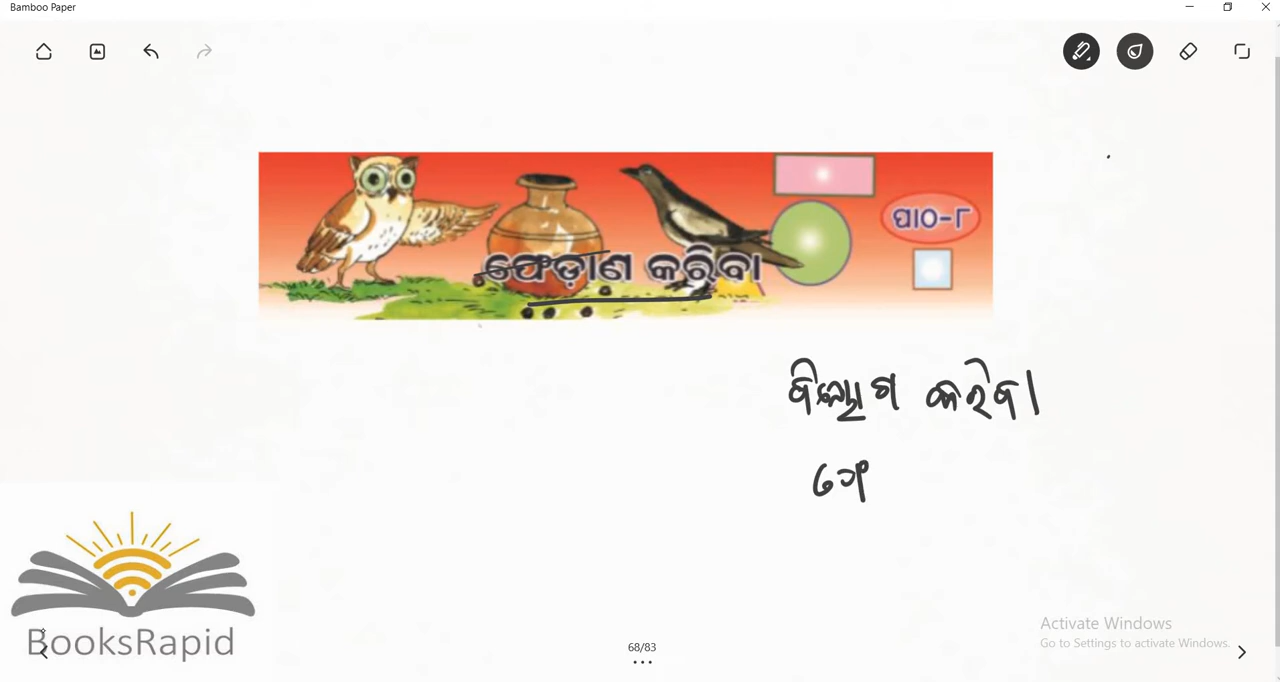 Bamboo Paper
ପାଠ-୮
ଫେଡ଼ାଣ କରିବା
ବିଯୋଗ କରିବା
ଫେ
BooksRapid
68/83
Activate Windows
Go to Settings to activate Windows.